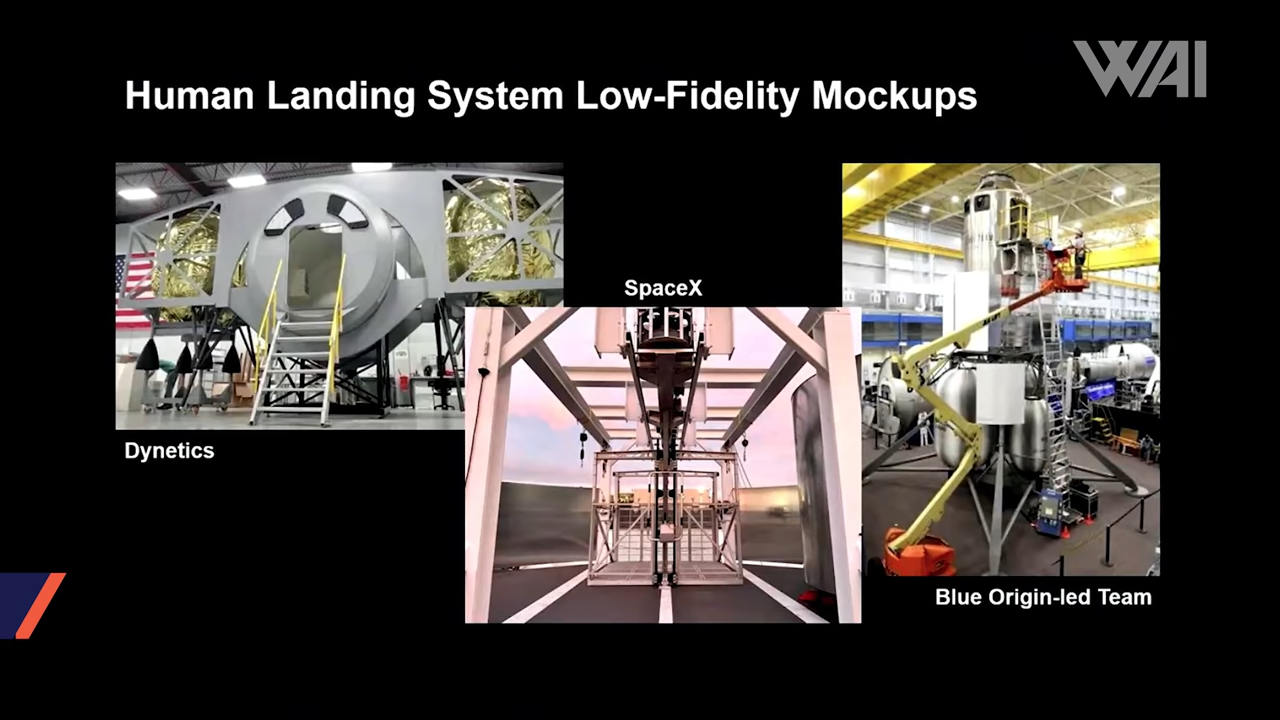 WAI
Human Landing System Low-Fidelity Mockups
SpaceX
Dynetics
Blue Origin-led Team